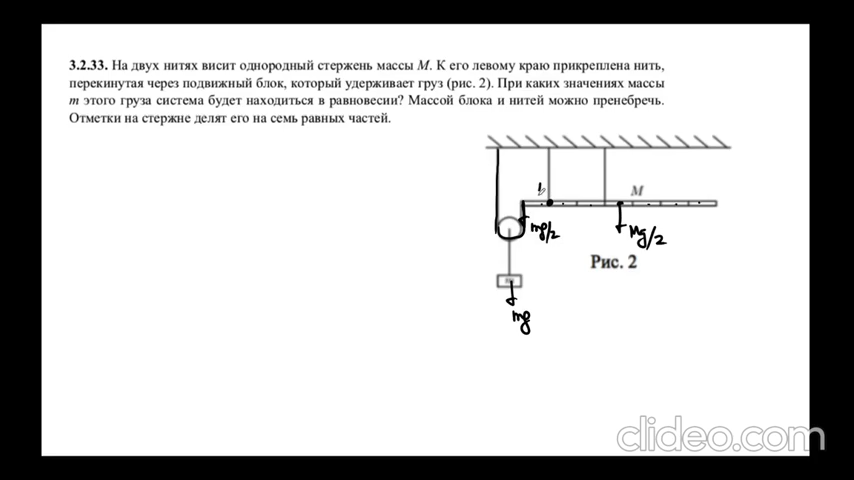 3.2.33. На двух нитях висит однородный стержень массы M. К его левому краю прикреплена нить,
перекинутая через подвижный блок, который удерживает груз (рис. 2). При каких значениях массы
m этого груза система будет находиться в равновесии? Массой блока и нитей можно пренебречь.
Отметки на стержне делят его на семь равных частей.
M
mg/2
Mg/2
Рис. 2
mg
clideo.com